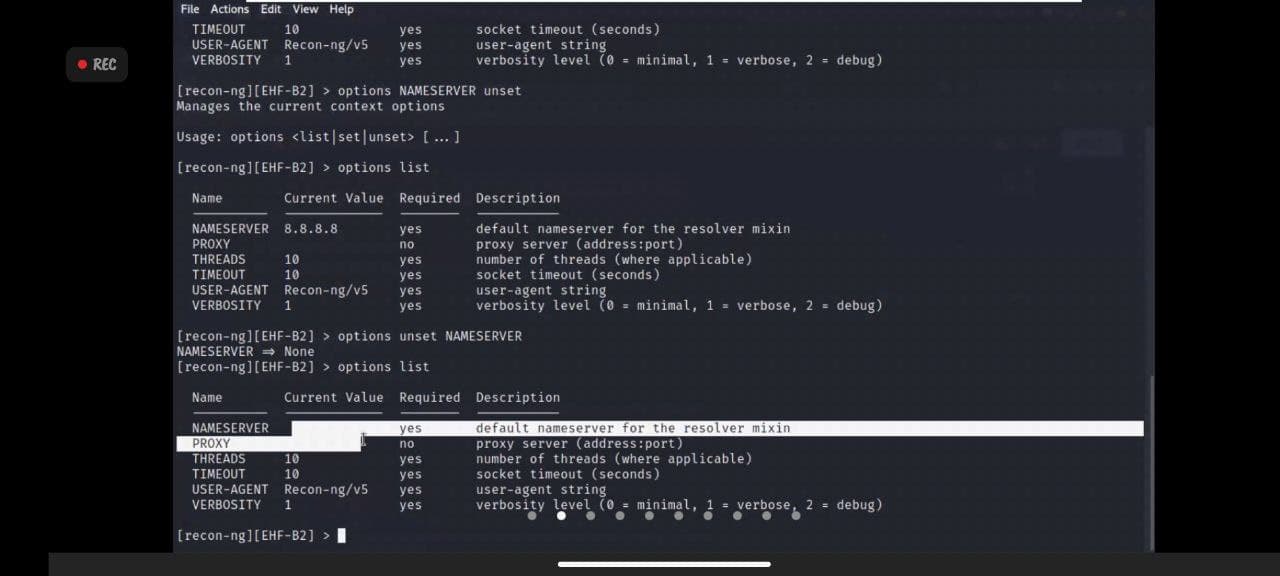 File Actions Edit View Help
REC
TIMEOUT 10 yes socket timeout (seconds)
USER-AGENT Recon-ng/v5 yes user-agent string
VERBOSITY 1 yes verbosity level (0 = minimal, 1 = verbose, 2 = debug)
[recon-ng][EHF-B2] > options NAMESERVER unset
Manages the current context options
Usage: options <list|set|unset> [...]
[recon-ng][EHF-B2] > options list
Name Current Value Required Description
NAMESERVER 8.8.8.8 yes default nameserver for the resolver mixin
PROXY no proxy server (address:port)
THREADS 10 yes number of threads (where applicable)
TIMEOUT 10 yes socket timeout (seconds)
USER-AGENT Recon-ng/v5 yes user-agent string
VERBOSITY 1 yes verbosity level (0 = minimal, 1 = verbose, 2 = debug)
[recon-ng][EHF-B2] > options unset NAMESERVER
NAMESERVER => None
[recon-ng][EHF-B2] > options list
Name Current Value Required Description
NAMESERVER yes default nameserver for the resolver mixin
PROXY no proxy server (address:port)
THREADS 10 yes number of threads (where applicable)
TIMEOUT 10 yes socket timeout (seconds)
USER-AGENT Recon-ng/v5 yes user-agent string
VERBOSITY 1 yes verbosity level (0 = minimal, 1 = verbose, 2 = debug)
[recon-ng][EHF-B2] >